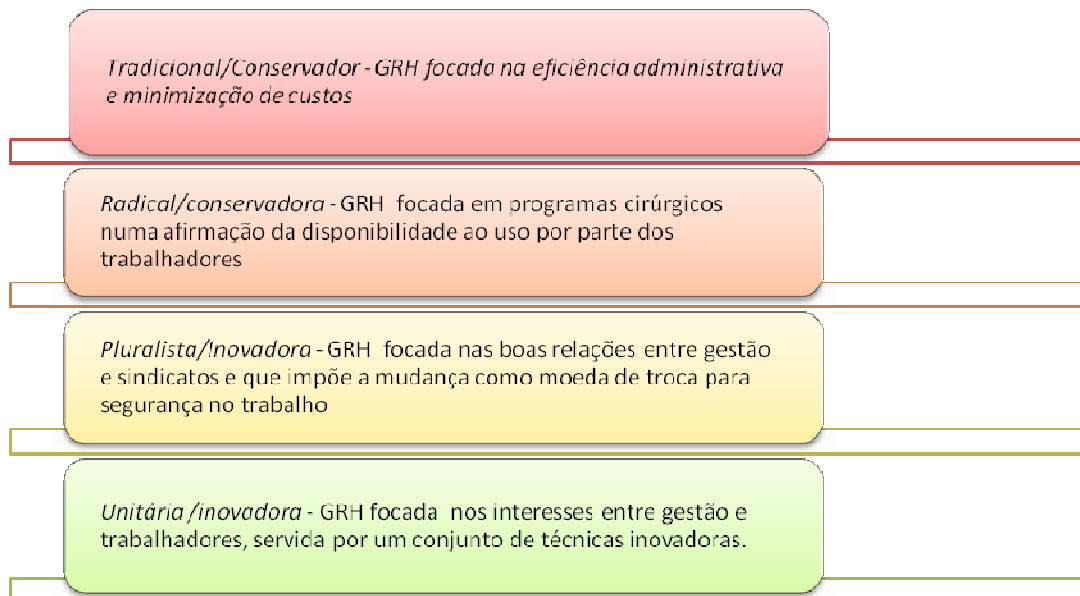 Tradicional/Conservador - GRH focada na eficiência administrativa
e minimização de custos
Radical/conservadora - GRH focada em programas cirúrgicos
numa afirmação da disponibilidade ao uso por parte dos
trabalhadores
Pluralista/Inovadora - GRH focada nas boas relações entre gestão
e sindicatos e que impõe a mudança como moeda de troca para
segurança no trabalho
Unitária /inovadora - GRH focada nos interesses entre gestão e
trabalhadores, servida por um conjunto de técnicas inovadoras.